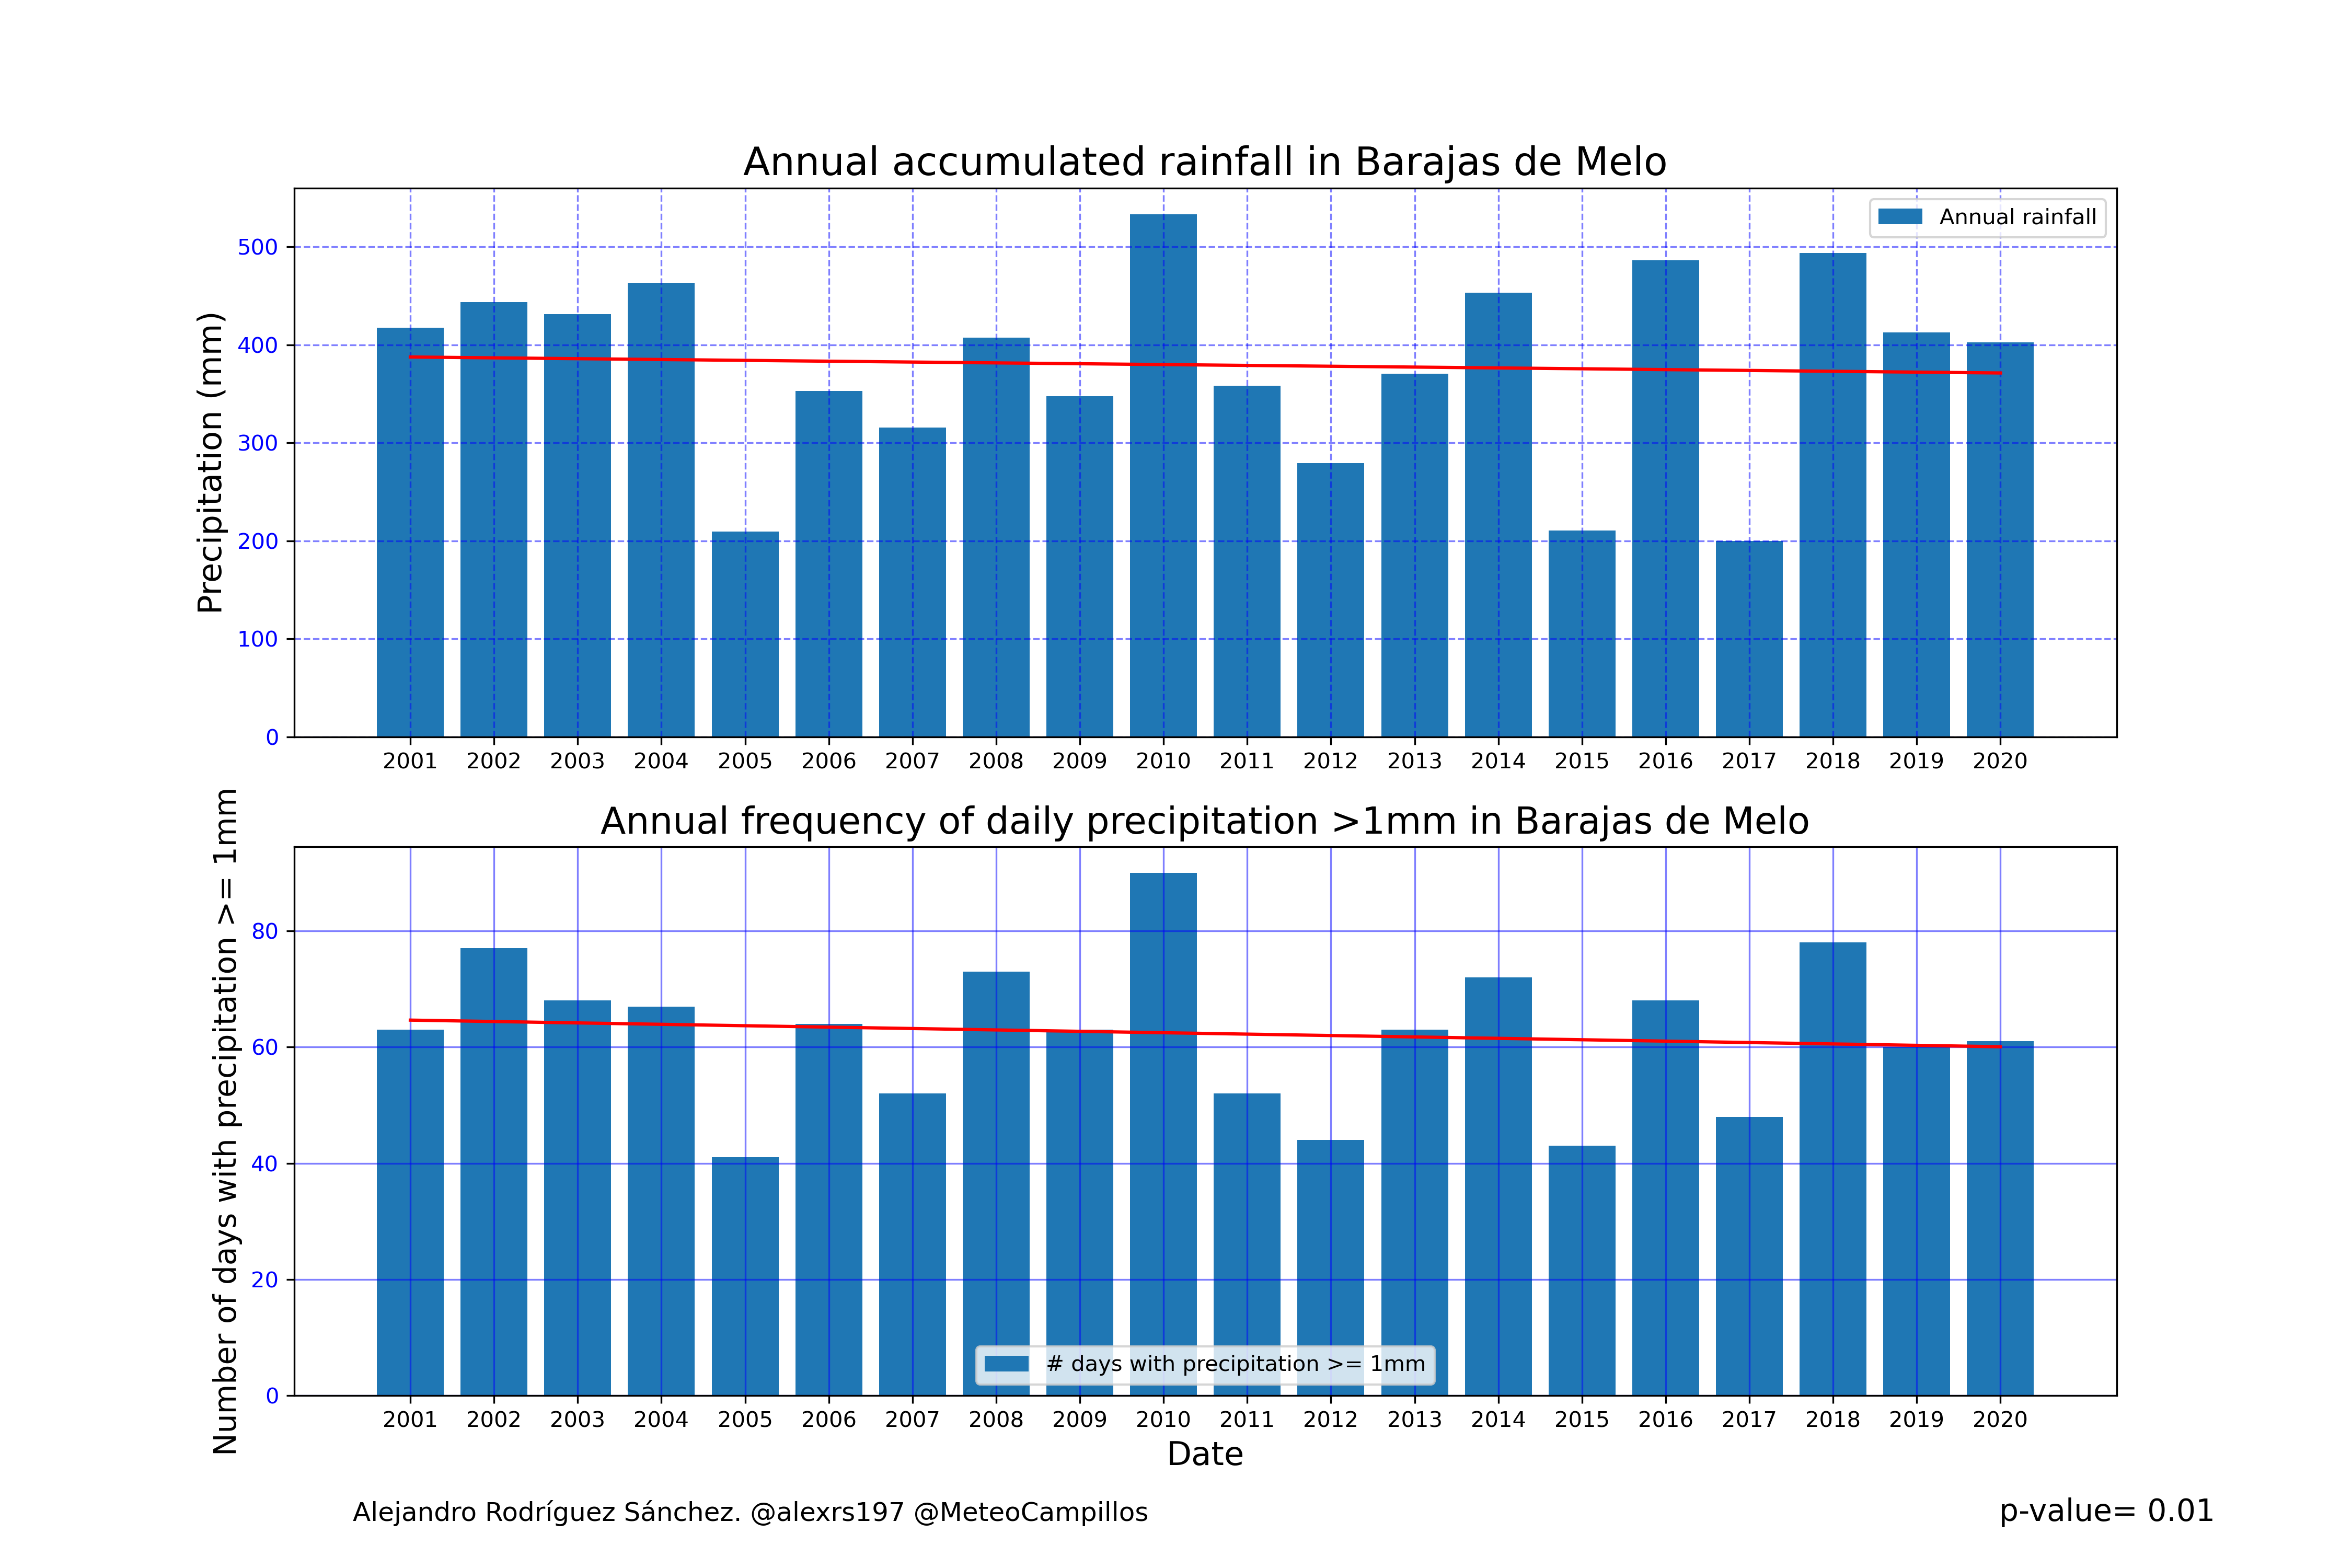 Annual accumulated rainfall in Barajas de Melo
Annual rainfall
Precipitation (mm)
500
400
300
200
100
0
2001 2002 2003 2004 2005 2006 2007 2008 2009 2010 2011 2012 2013 2014 2015 2016 2017 2018 2019 2020
Annual frequency of daily precipitation >1mm in Barajas de Melo
Number of days with precipitation >= 1mm
80
60
40
20
0
# days with precipitation >= 1mm
2001 2002 2003 2004 2005 2006 2007 2008 2009 2010 2011 2012 2013 2014 2015 2016 2017 2018 2019 2020
Date
Alejandro Rodríguez Sánchez. @alexrs197 @MeteoCampillos
p-value= 0.01